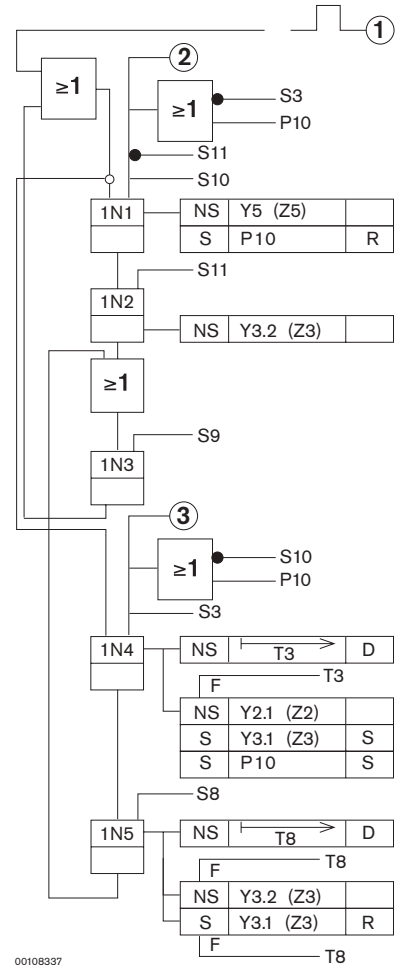 1
2
≥1
≥1
S3
P10
S11
S10
1N1
NS Y5 (Z5)
S P10 R
S11
1N2
NS Y3.2 (Z3)
≥1
S9
1N3
3
≥1
S10
P10
S3
1N4
NS T3 D
F T3
NS Y2.1 (Z2)
S Y3.1 (Z3) S
S P10 S
S8
1N5
NS T8 D
F T8
NS Y3.2 (Z3)
S Y3.1 (Z3) R
F T8
00108337